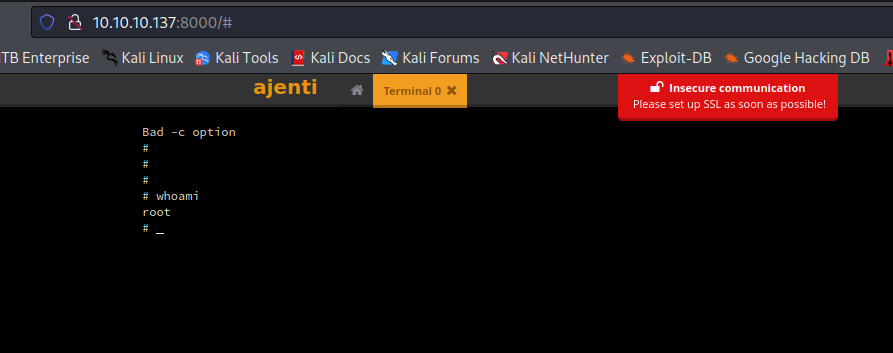 10.10.10.137:8000/#
TB Enterprise Kali Linux Kali Tools Kali Docs Kali Forums Kali NetHunter Exploit-DB Google Hacking DB
ajenti Terminal 0
Insecure communication
Please set up SSL as soon as possible!
Bad -c option
#
#
#
# whoami
root
# _